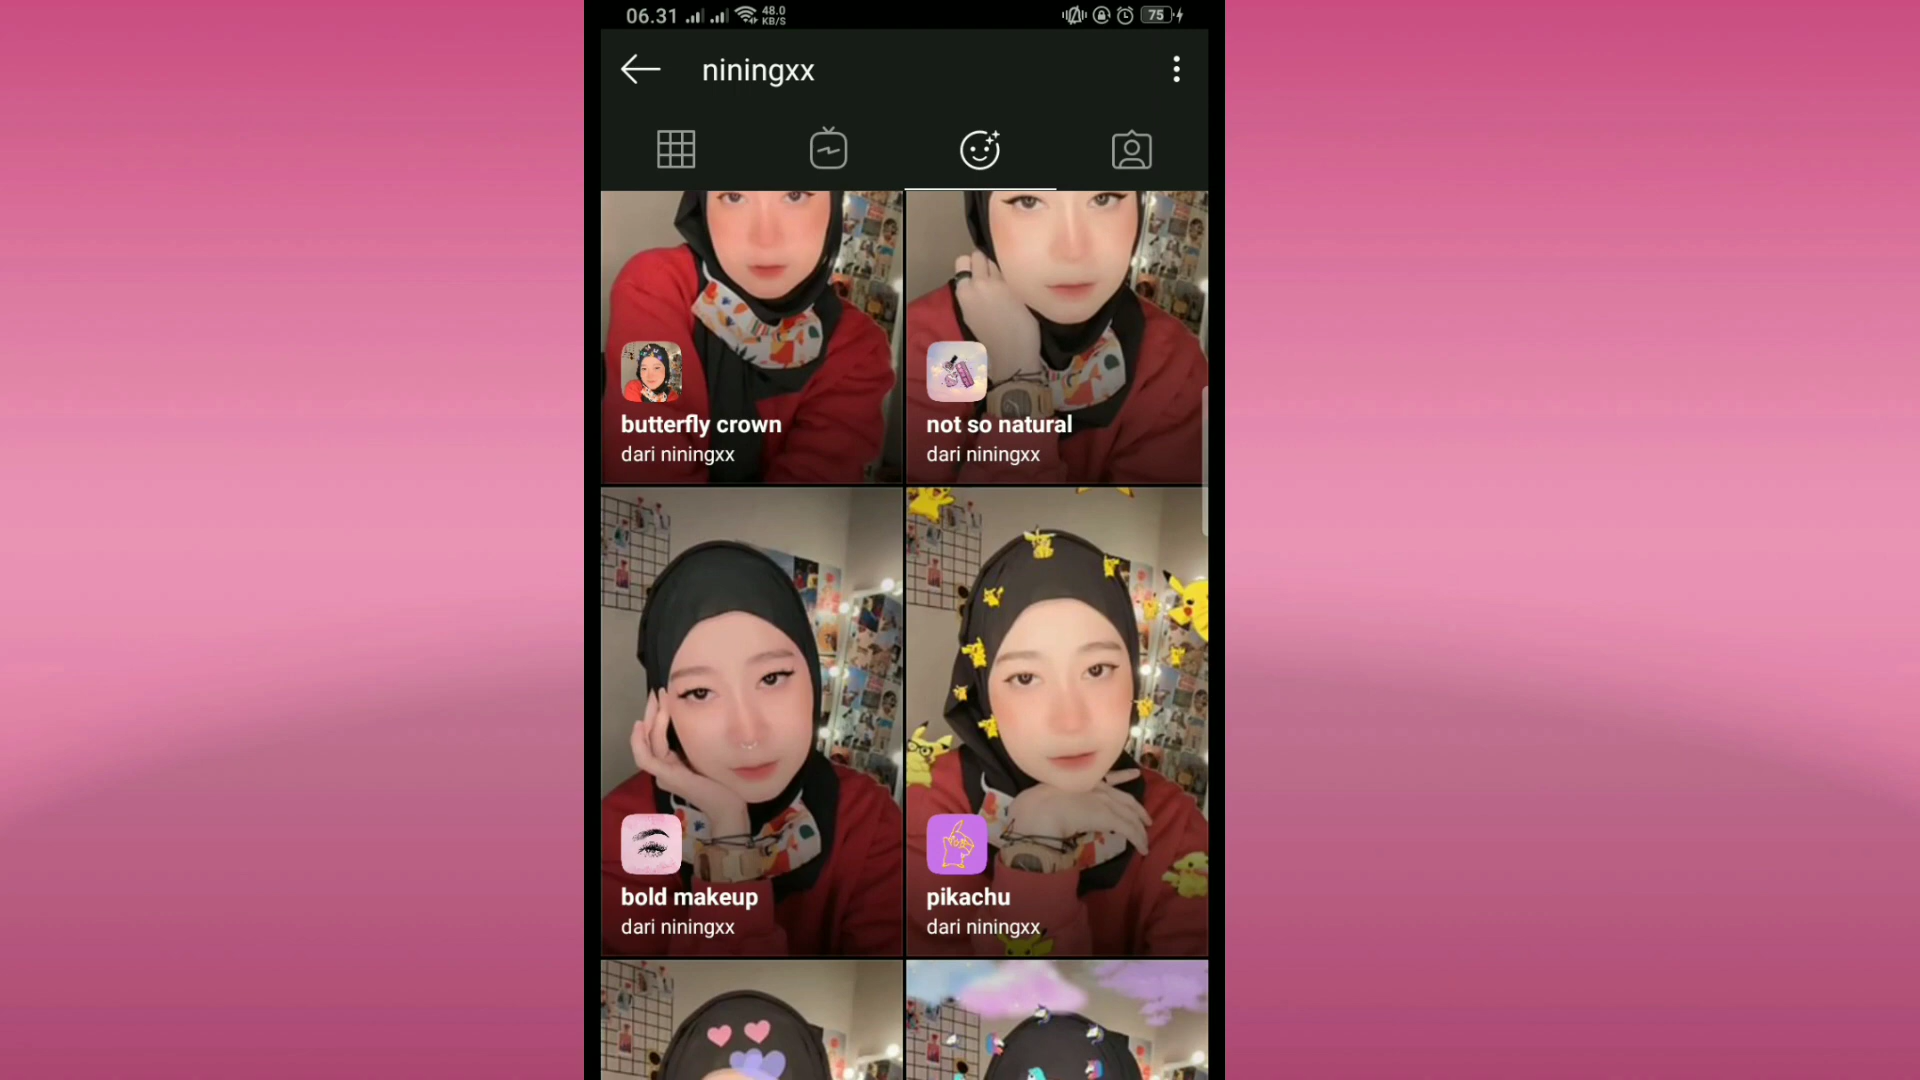 06.31
48.0
KB/S
75
niningxx
butterfly crown
dari niningxx
not so natural
dari niningxx
bold makeup
dari niningxx
pikachu
dari niningxx